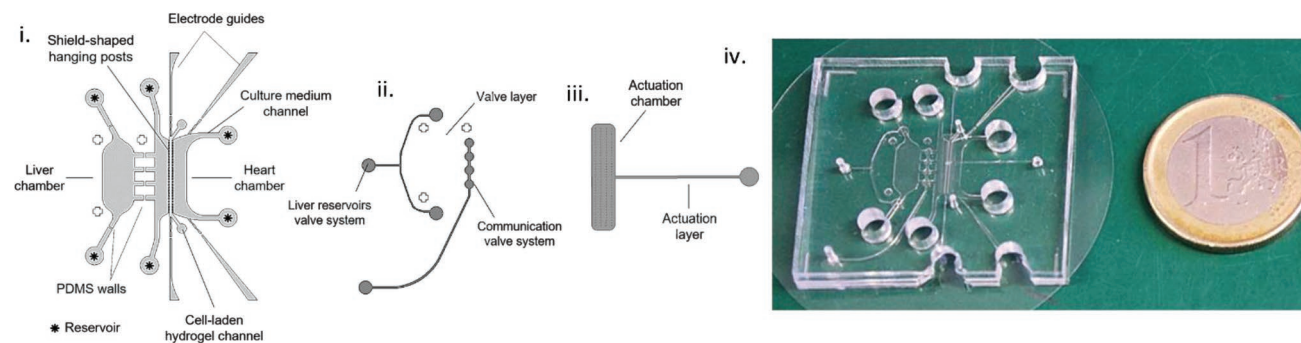 i.
Electrode guides
Shield-shaped
hanging posts
Culture medium
channel
Liver
chamber
Heart
chamber
PDMS walls
Cell-laden
hydrogel channel
✷ Reservoir
ii.
Valve layer
Liver reservoirs
valve system
Communication
valve system
iii.
Actuation
chamber
Actuation
layer
iv.
1